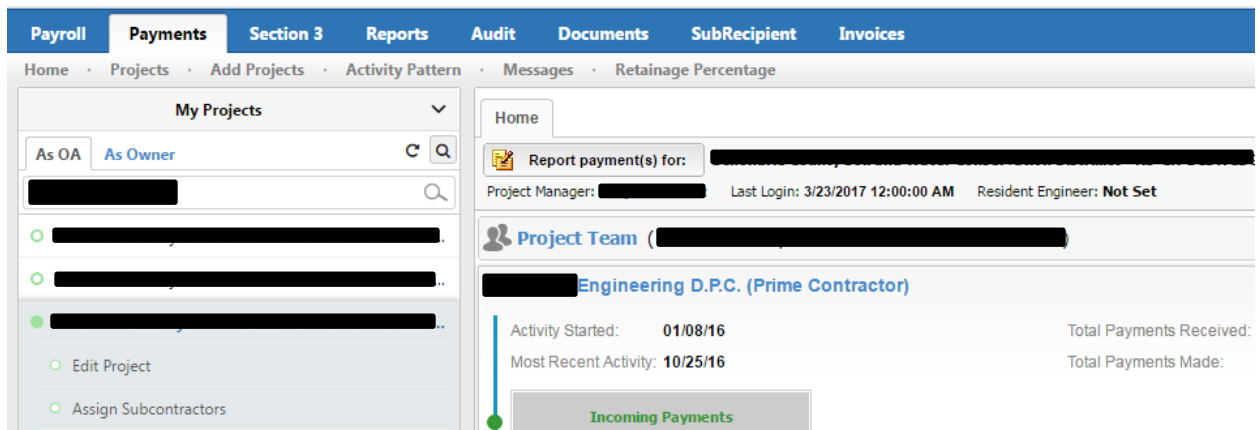 Payroll Payments Section 3 Reports Audit Documents SubRecipient Invoices
Home · Projects · Add Projects · Activity Pattern · Messages · Retainage Percentage
My Projects
As OA As Owner
Edit Project
Assign Subcontractors
Home
Report payment(s) for:
Project Manager: Last Login: 3/23/2017 12:00:00 AM Resident Engineer: Not Set
Project Team ( )
Engineering D.P.C. (Prime Contractor)
Activity Started: 01/08/16 Total Payments Received:
Most Recent Activity: 10/25/16 Total Payments Made:
Incoming Payments